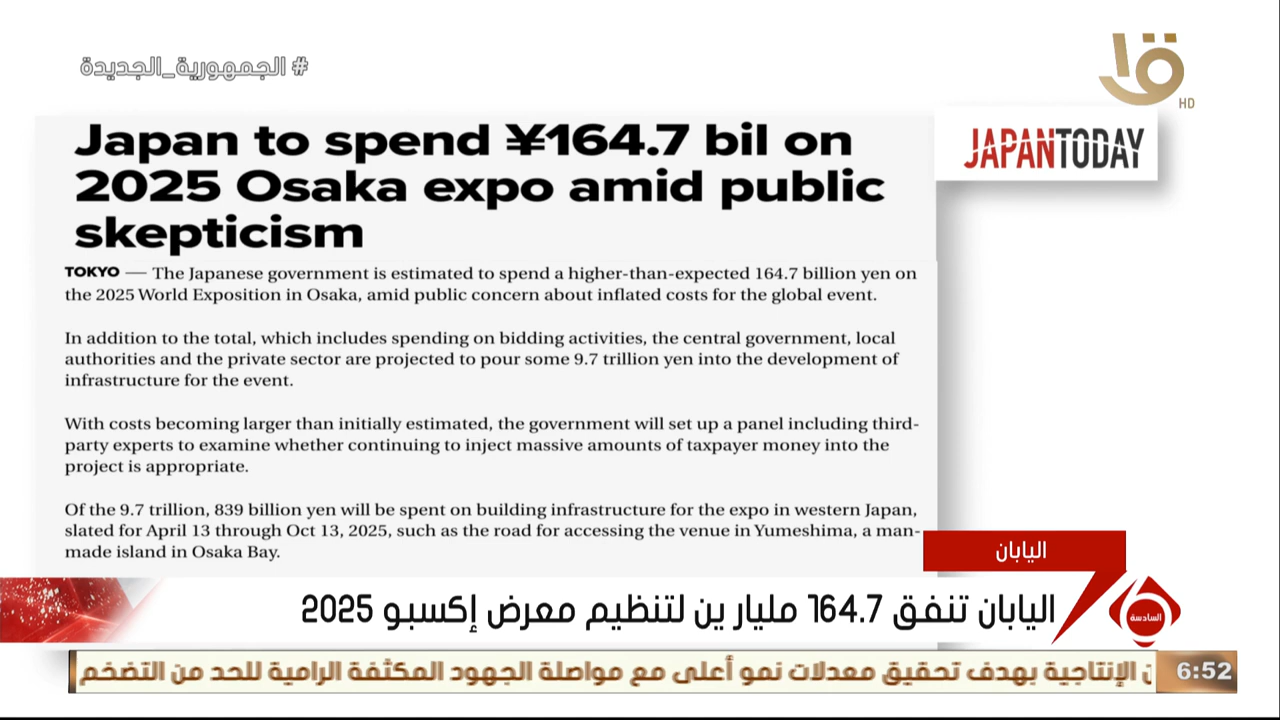 # الجمهورية_الجديدة
HD
JAPANTODAY
Japan to spend ¥164.7 bil on
2025 Osaka expo amid public
skepticism
TOKYO — The Japanese government is estimated to spend a higher-than-expected 164.7 billion yen on
the 2025 World Exposition in Osaka, amid public concern about inflated costs for the global event.
In addition to the total, which includes spending on bidding activities, the central government, local
authorities and the private sector are projected to pour some 9.7 trillion yen into the development of
infrastructure for the event.
With costs becoming larger than initially estimated, the government will set up a panel including third-
party experts to examine whether continuing to inject massive amounts of taxpayer money into the
project is appropriate.
Of the 9.7 trillion, 839 billion yen will be spent on building infrastructure for the expo in western Japan,
slated for April 13 through Oct 13, 2025, such as the road for accessing the venue in Yumeshima, a man-
made island in Osaka Bay.
اليابان
اليابان تنفق 164.7 مليار ين لتنظيم معرض إكسبو 2025
السادسة
الإنتاجية بهدف تحقيق معدلات نمو أعلى مع مواصلة الجهود المكثفة الرامية للحد من التضخم
6:52